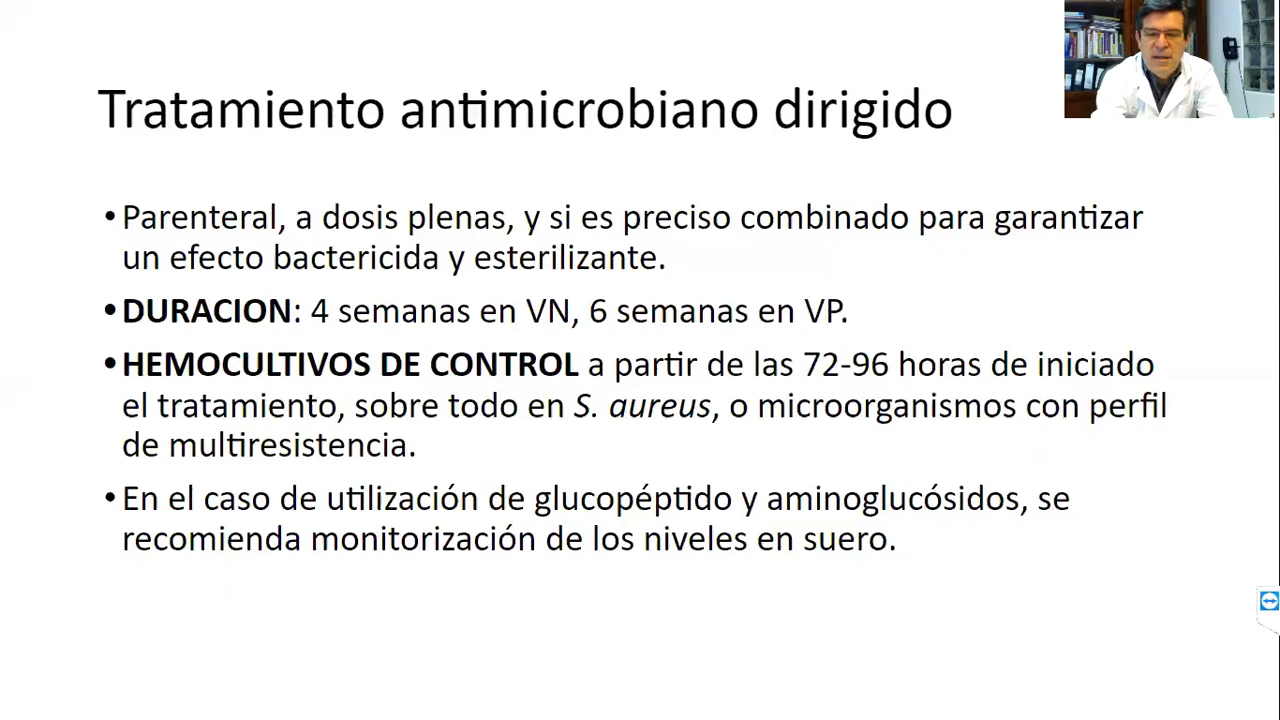 Tratamiento antimicrobiano dirigido
•Parenteral, a dosis plenas, y si es preciso combinado para garantizar
un efecto bactericida y esterilizante.
•DURACION: 4 semanas en VN, 6 semanas en VP.
•HEMOCULTIVOS DE CONTROL a partir de las 72-96 horas de iniciado
el tratamiento, sobre todo en S. aureus, o microorganismos con perfil
de multiresistencia.
•En el caso de utilización de glucopéptido y aminoglucósidos, se
recomienda monitorización de los niveles en suero.